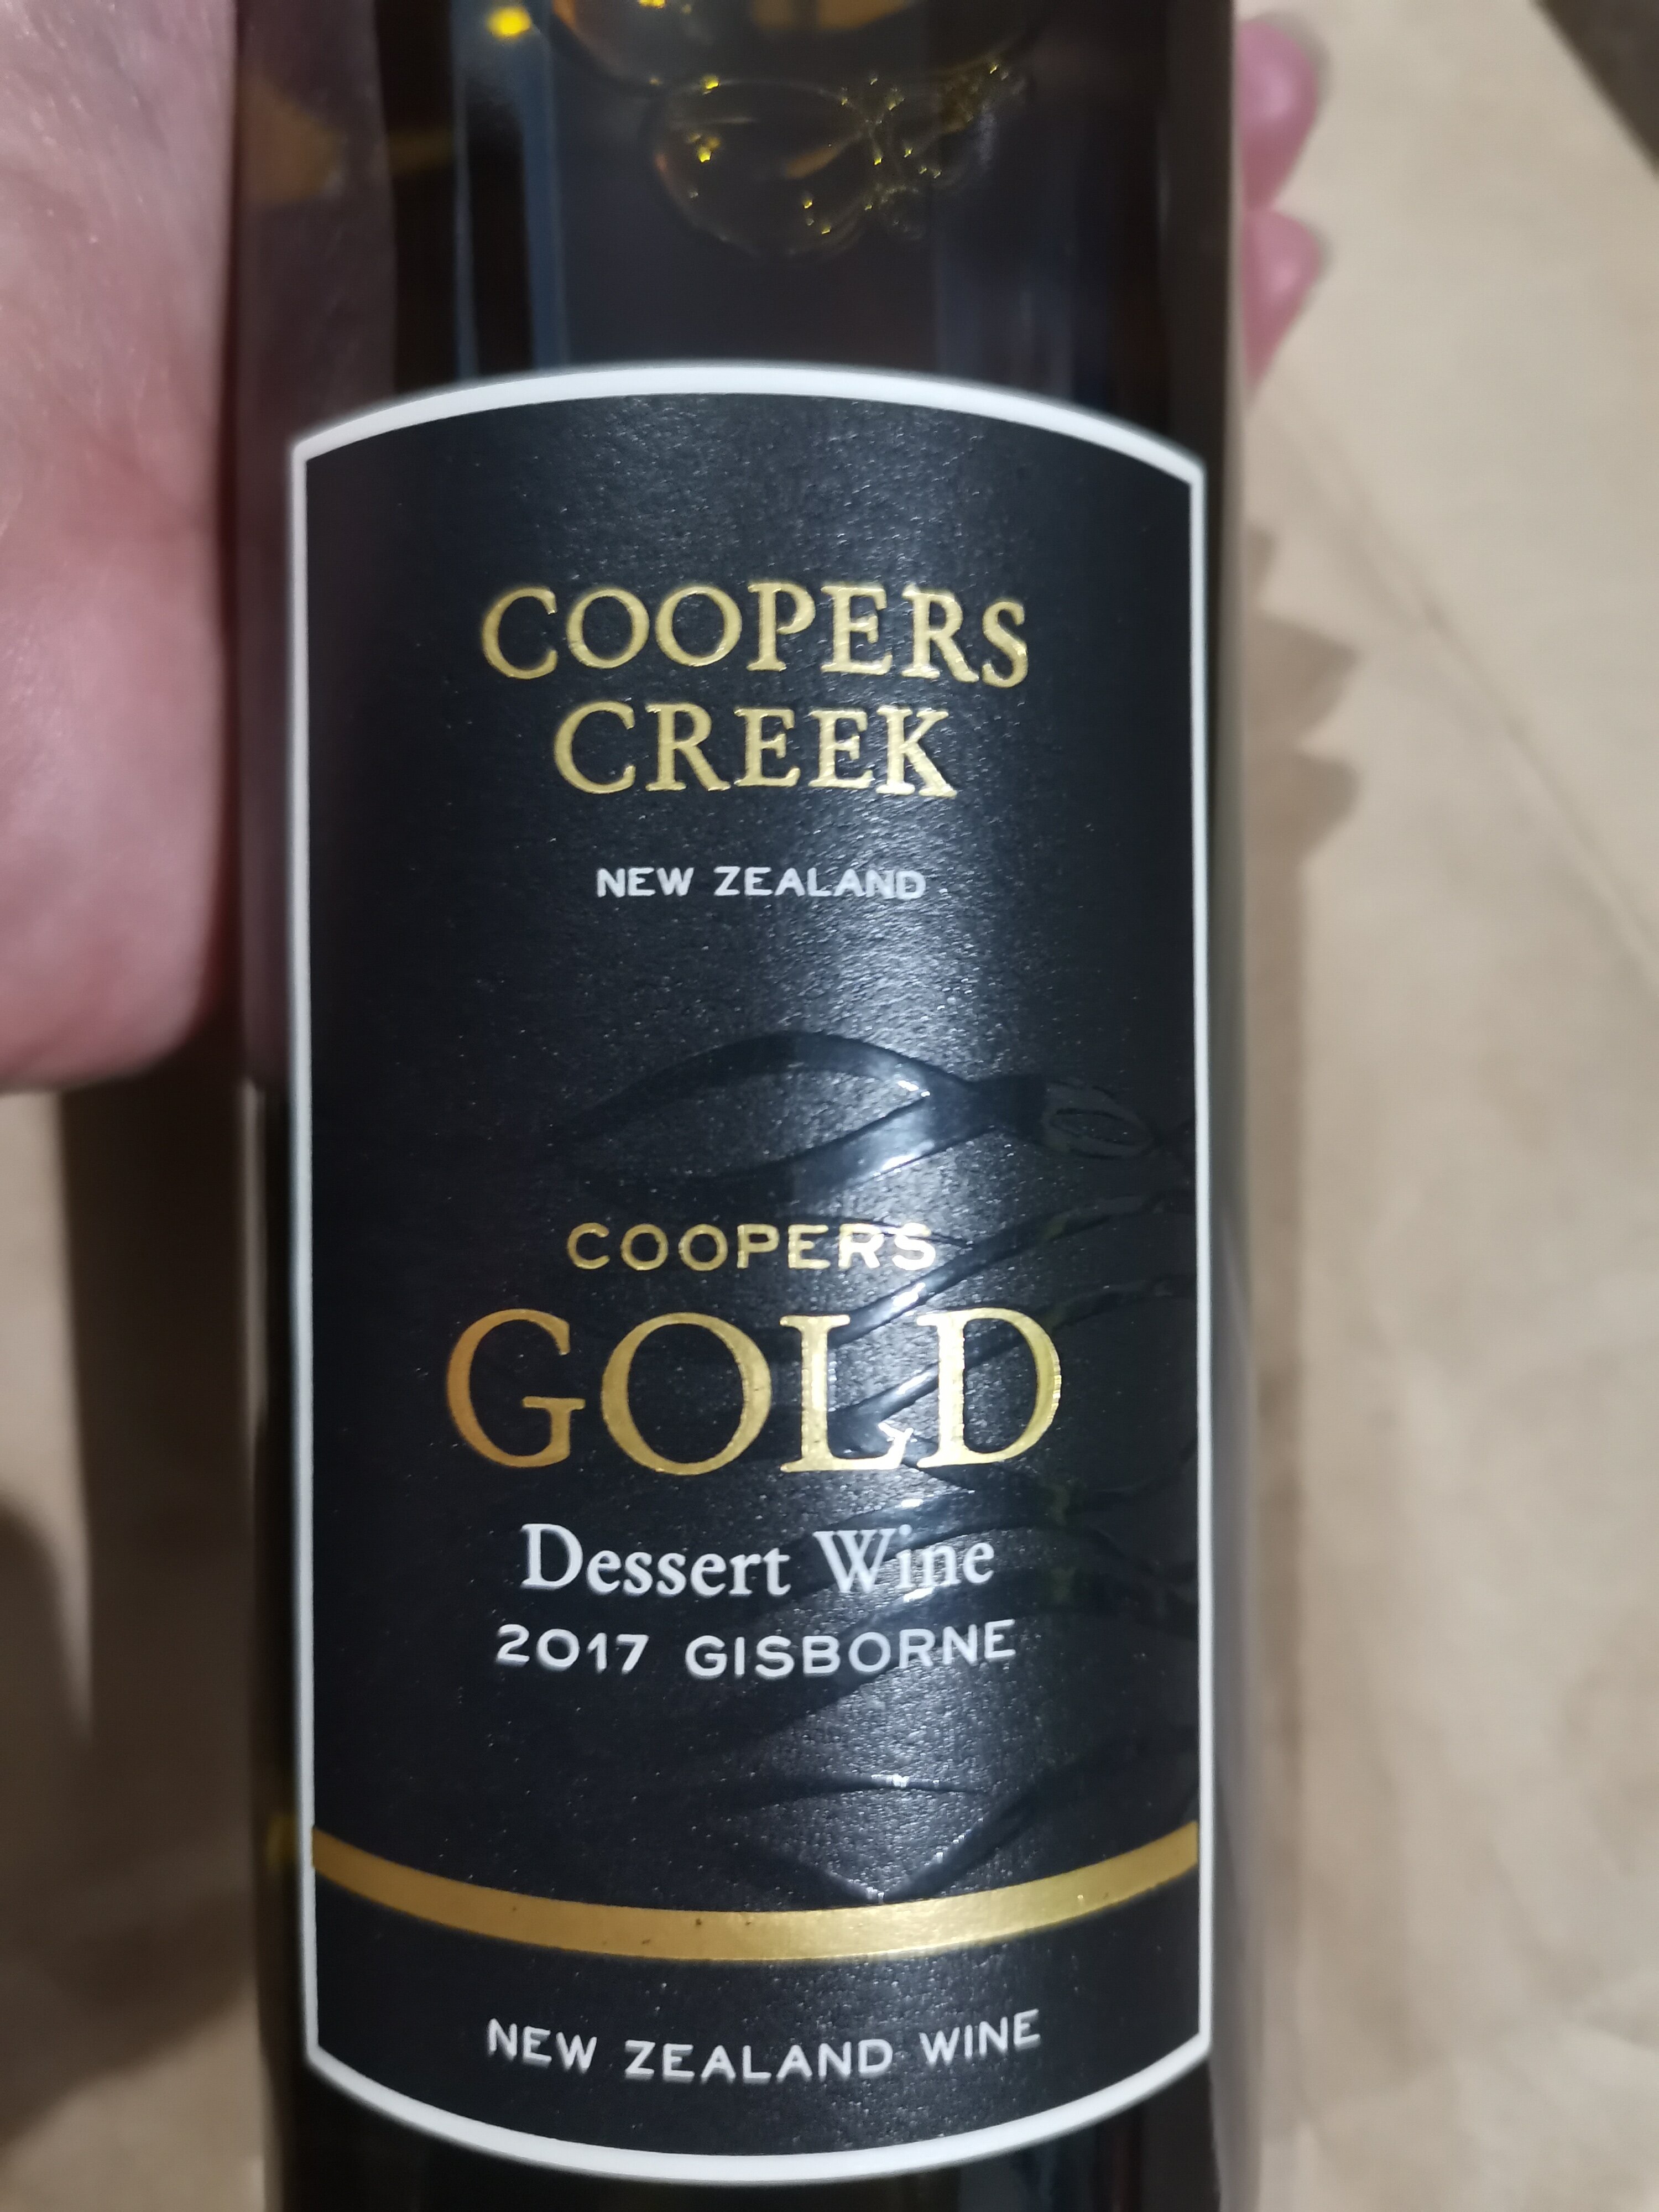 COOPERS
CREEK
NEW ZEALAND
COOPERS
GOLD
Dessert Wine
2017 GISBORNE
NEW ZEALAND WINE